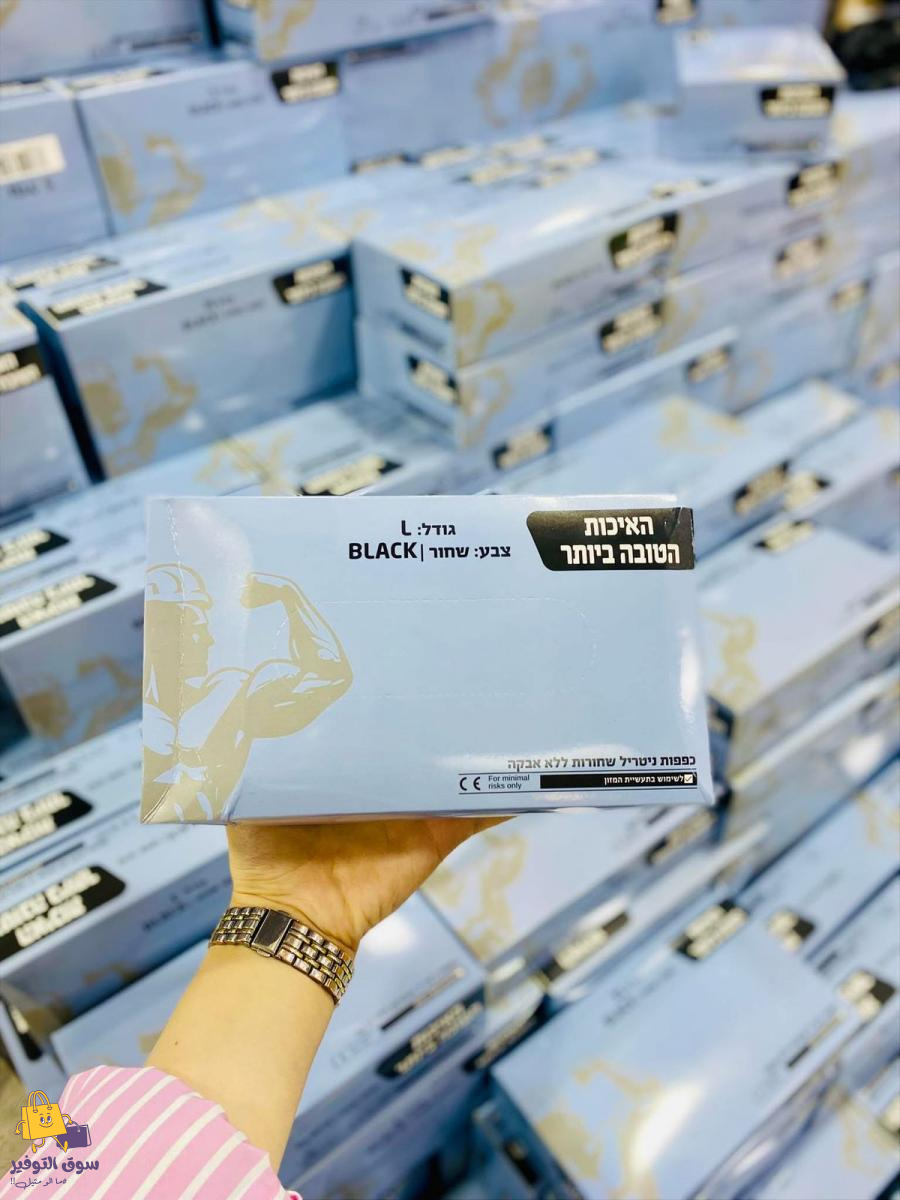 גודל: L
צבע: שחור | BLACK
האיכות
הטובה ביותר
כפפות ניטריל שחורות ללא אבקה
לשימוש בתעשיית המזון
CE For minimal
risks only
سوق التوفير